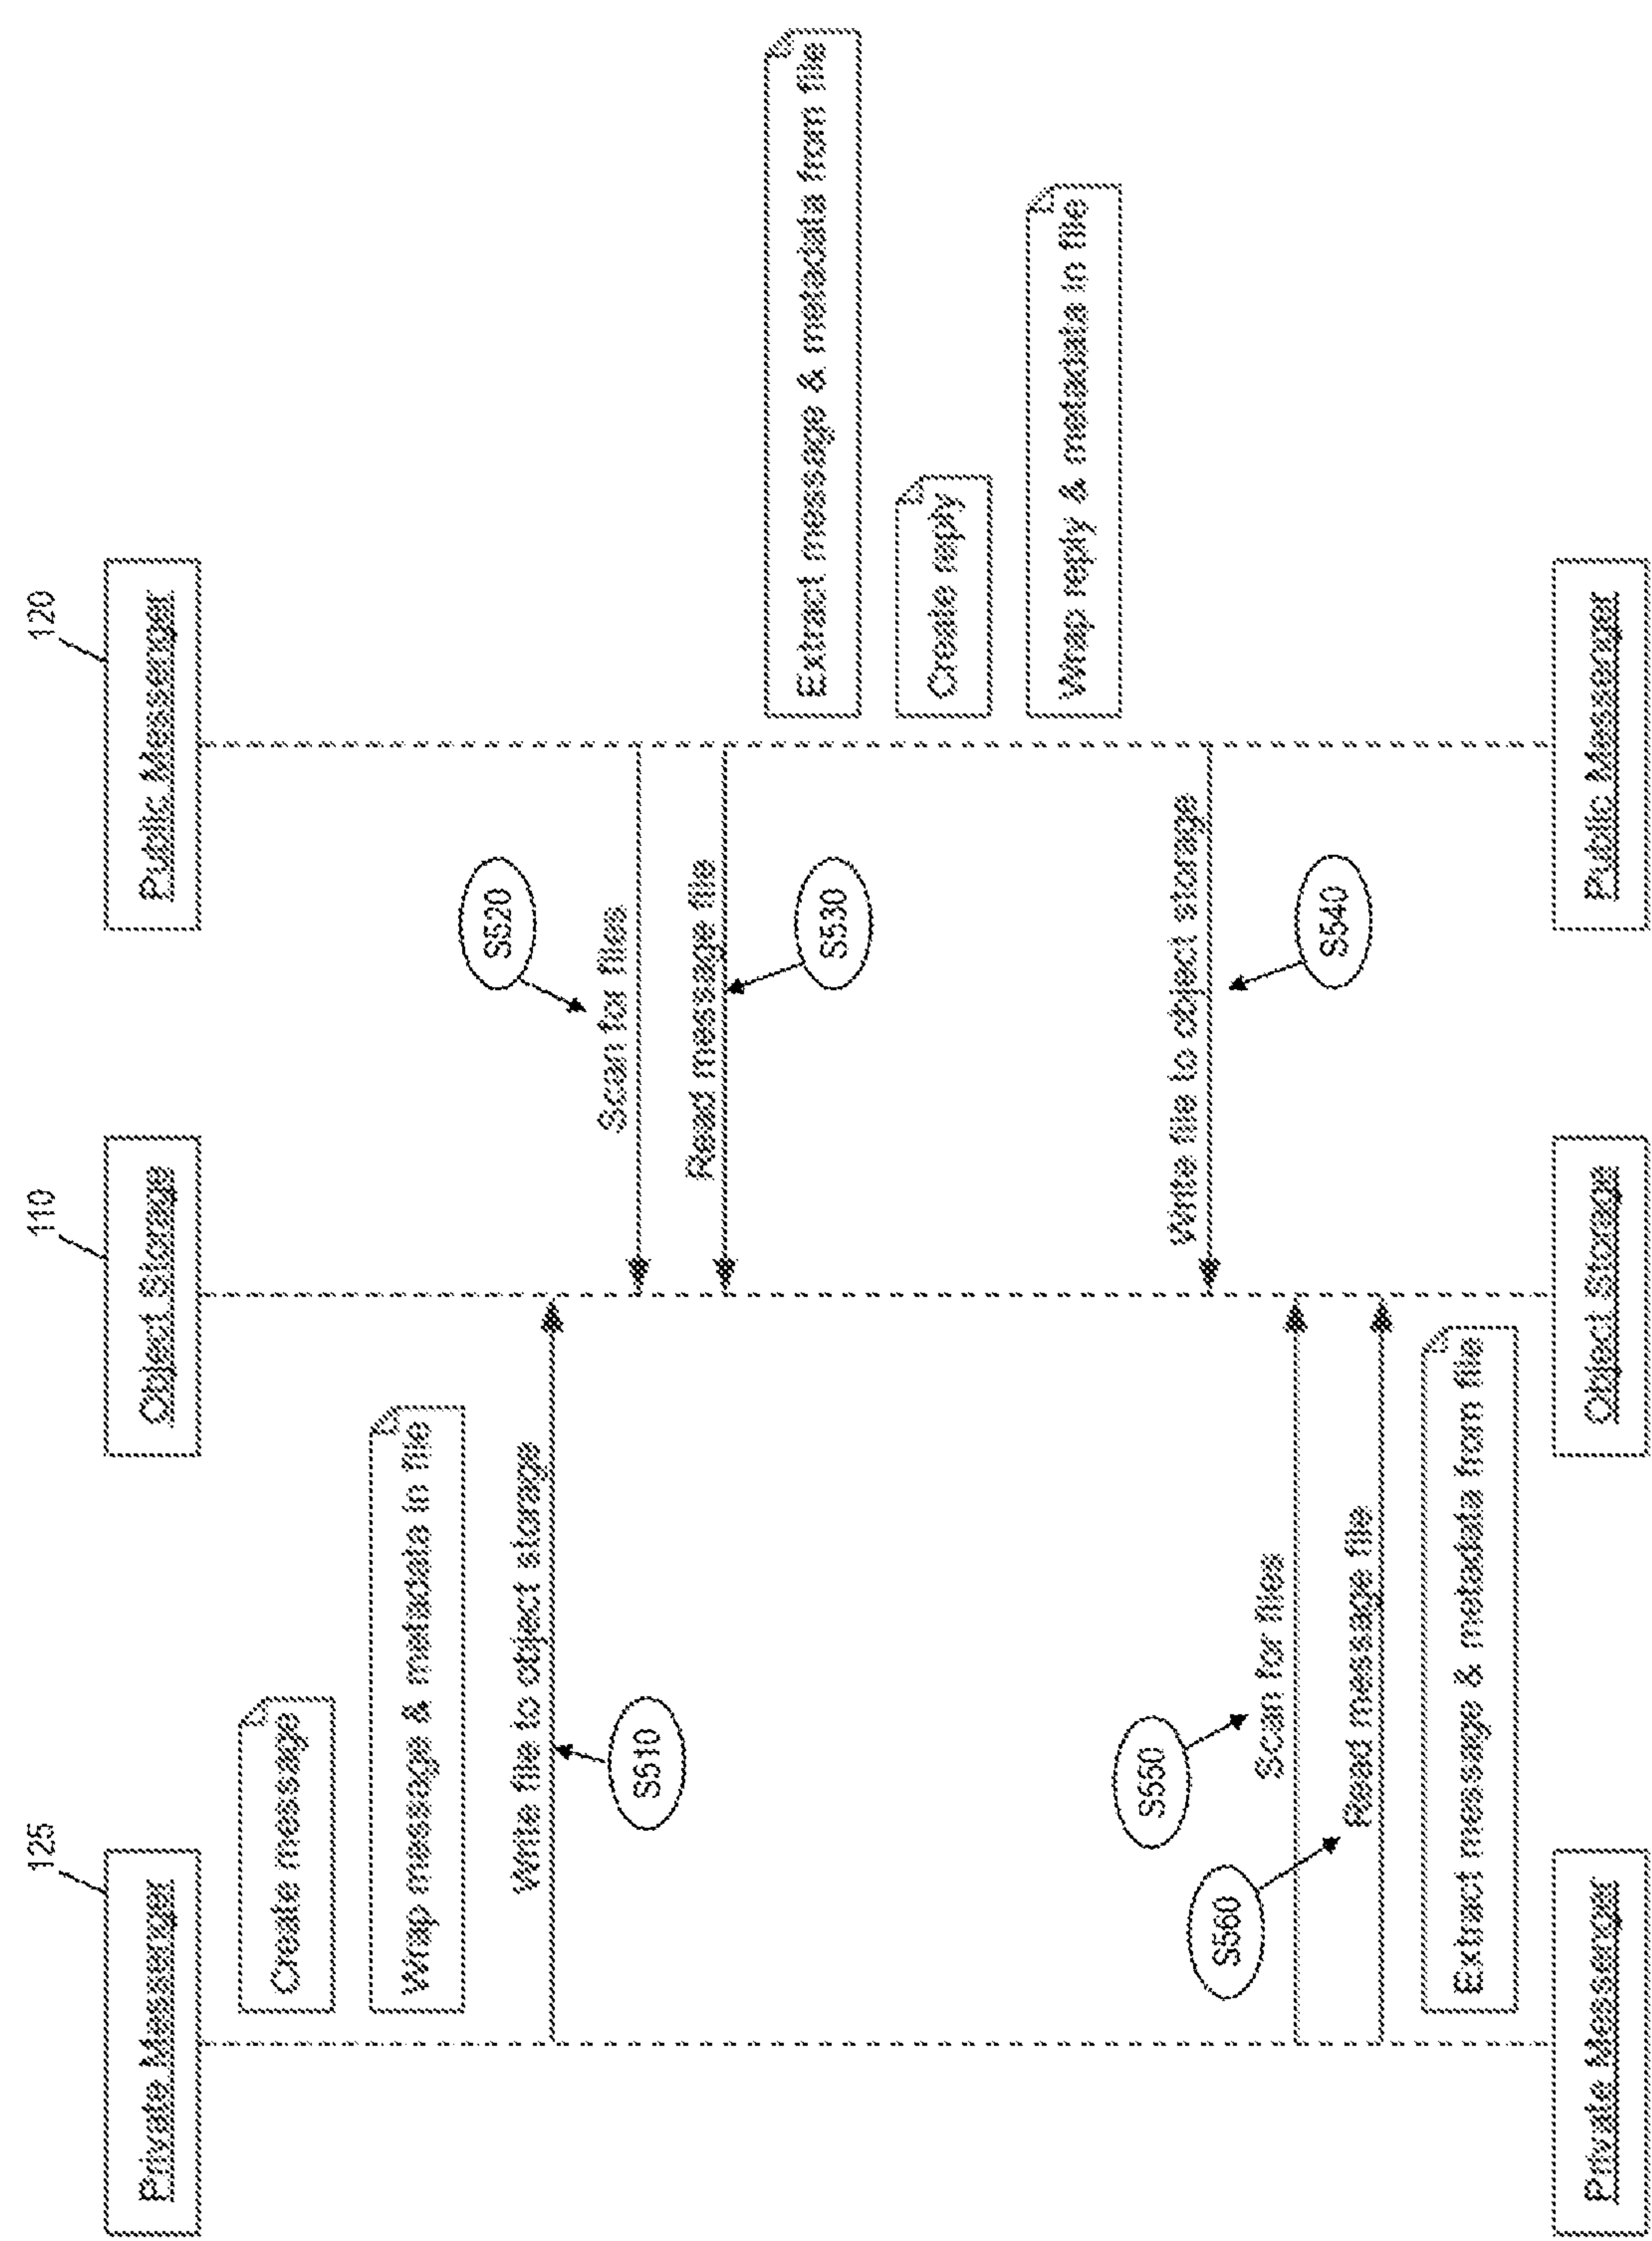 125
110
120
Private Messenger
Object Storage
Public Messenger
Create message
Wrap message & metadata in file
Write file to object storage
S510
S520
Scan for files
Read message file
S530
Extract message & metadata from file
Create reply
Wrap reply & metadata in file
Write file to object storage
S540
S550
Scan for files
S560
Read message file
Extract message & metadata from file
Private Messenger
Object Storage
Public Messenger